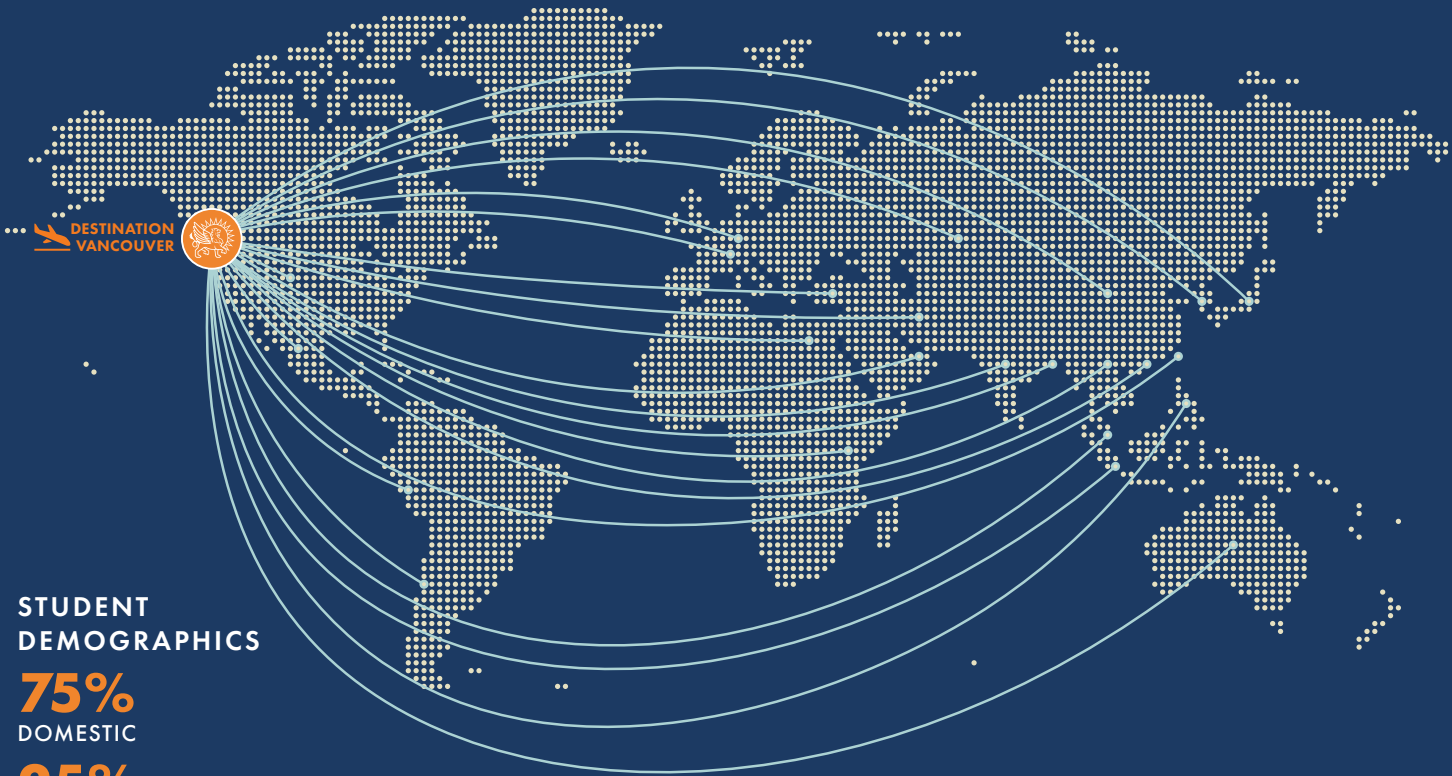 DESTINATION
VANCOUVER
STUDENT
DEMOGRAPHICS
75%
DOMESTIC